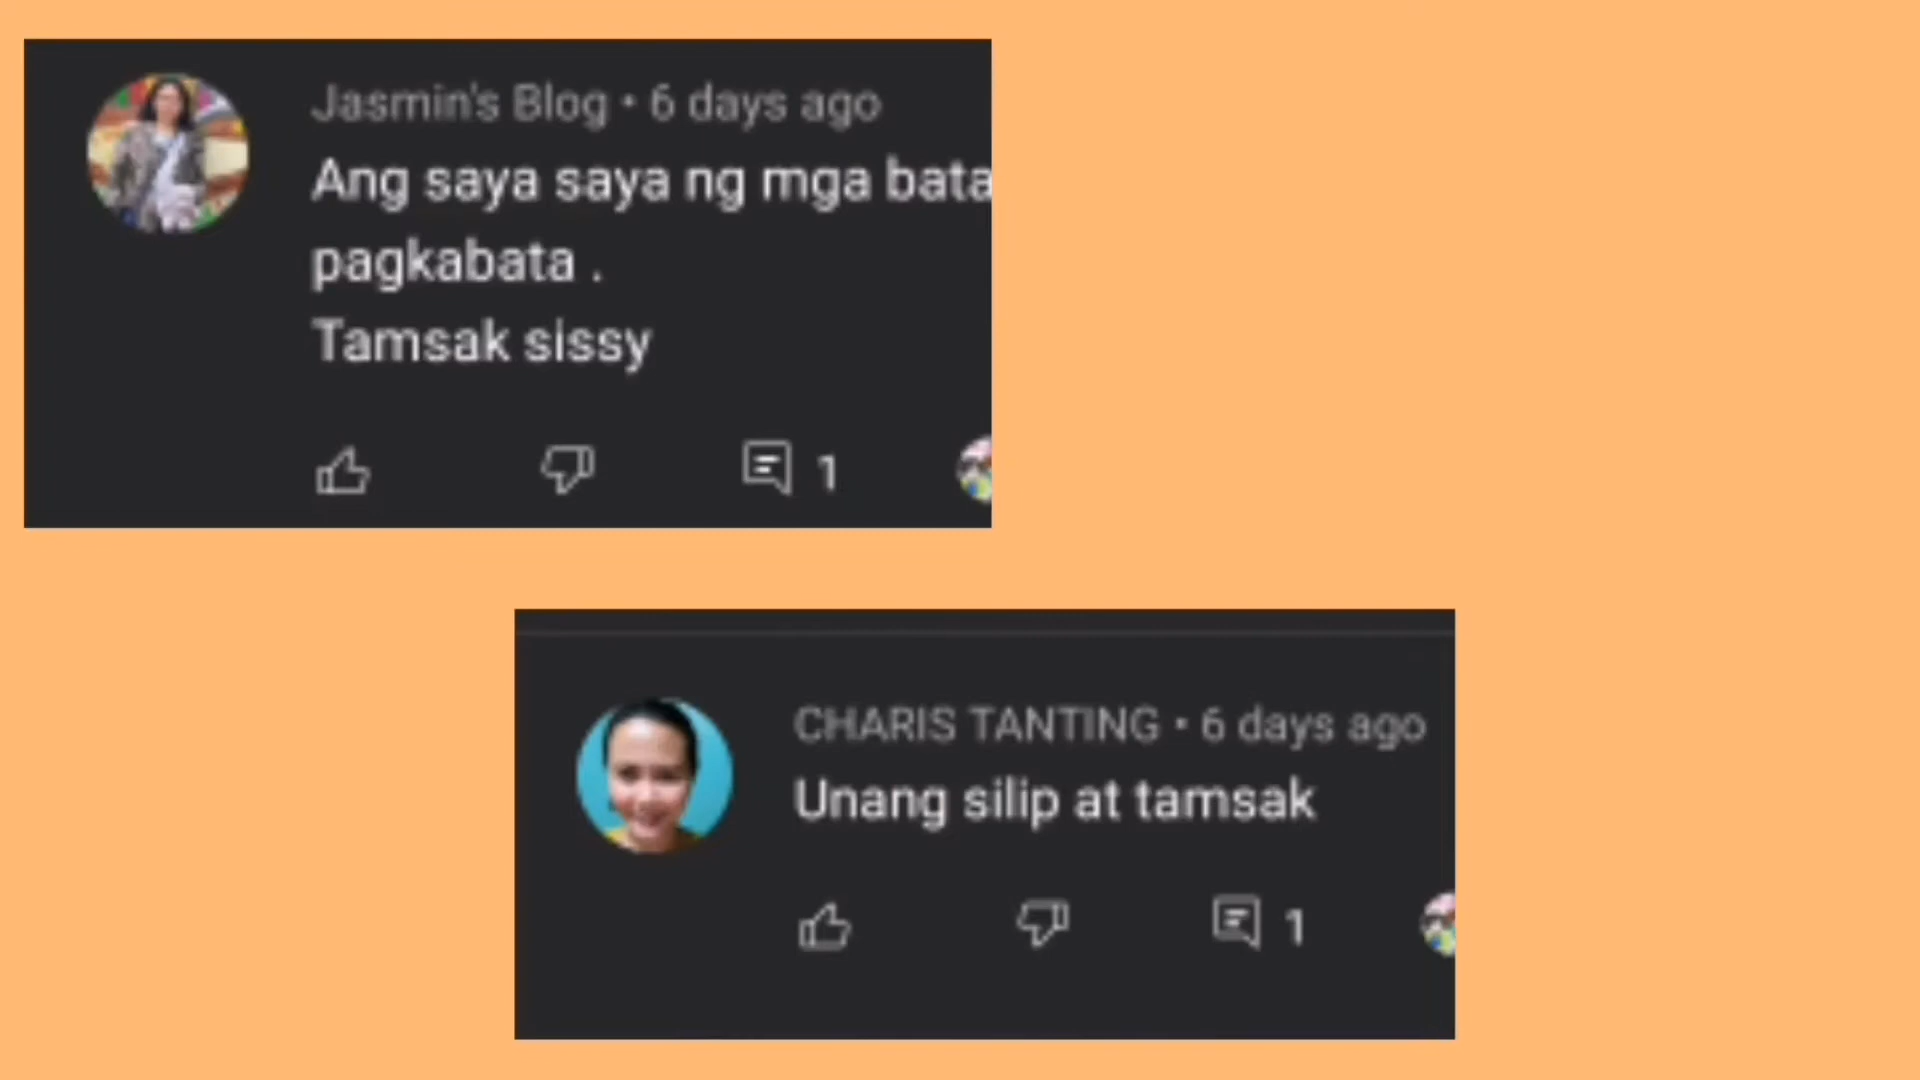 Jasmin's Blog • 6 days ago
Ang saya saya ng mga bata
pagkabata .
Tamsak sissy
1
CHARIS TANTING • 6 days ago
Unang silip at tamsak
1